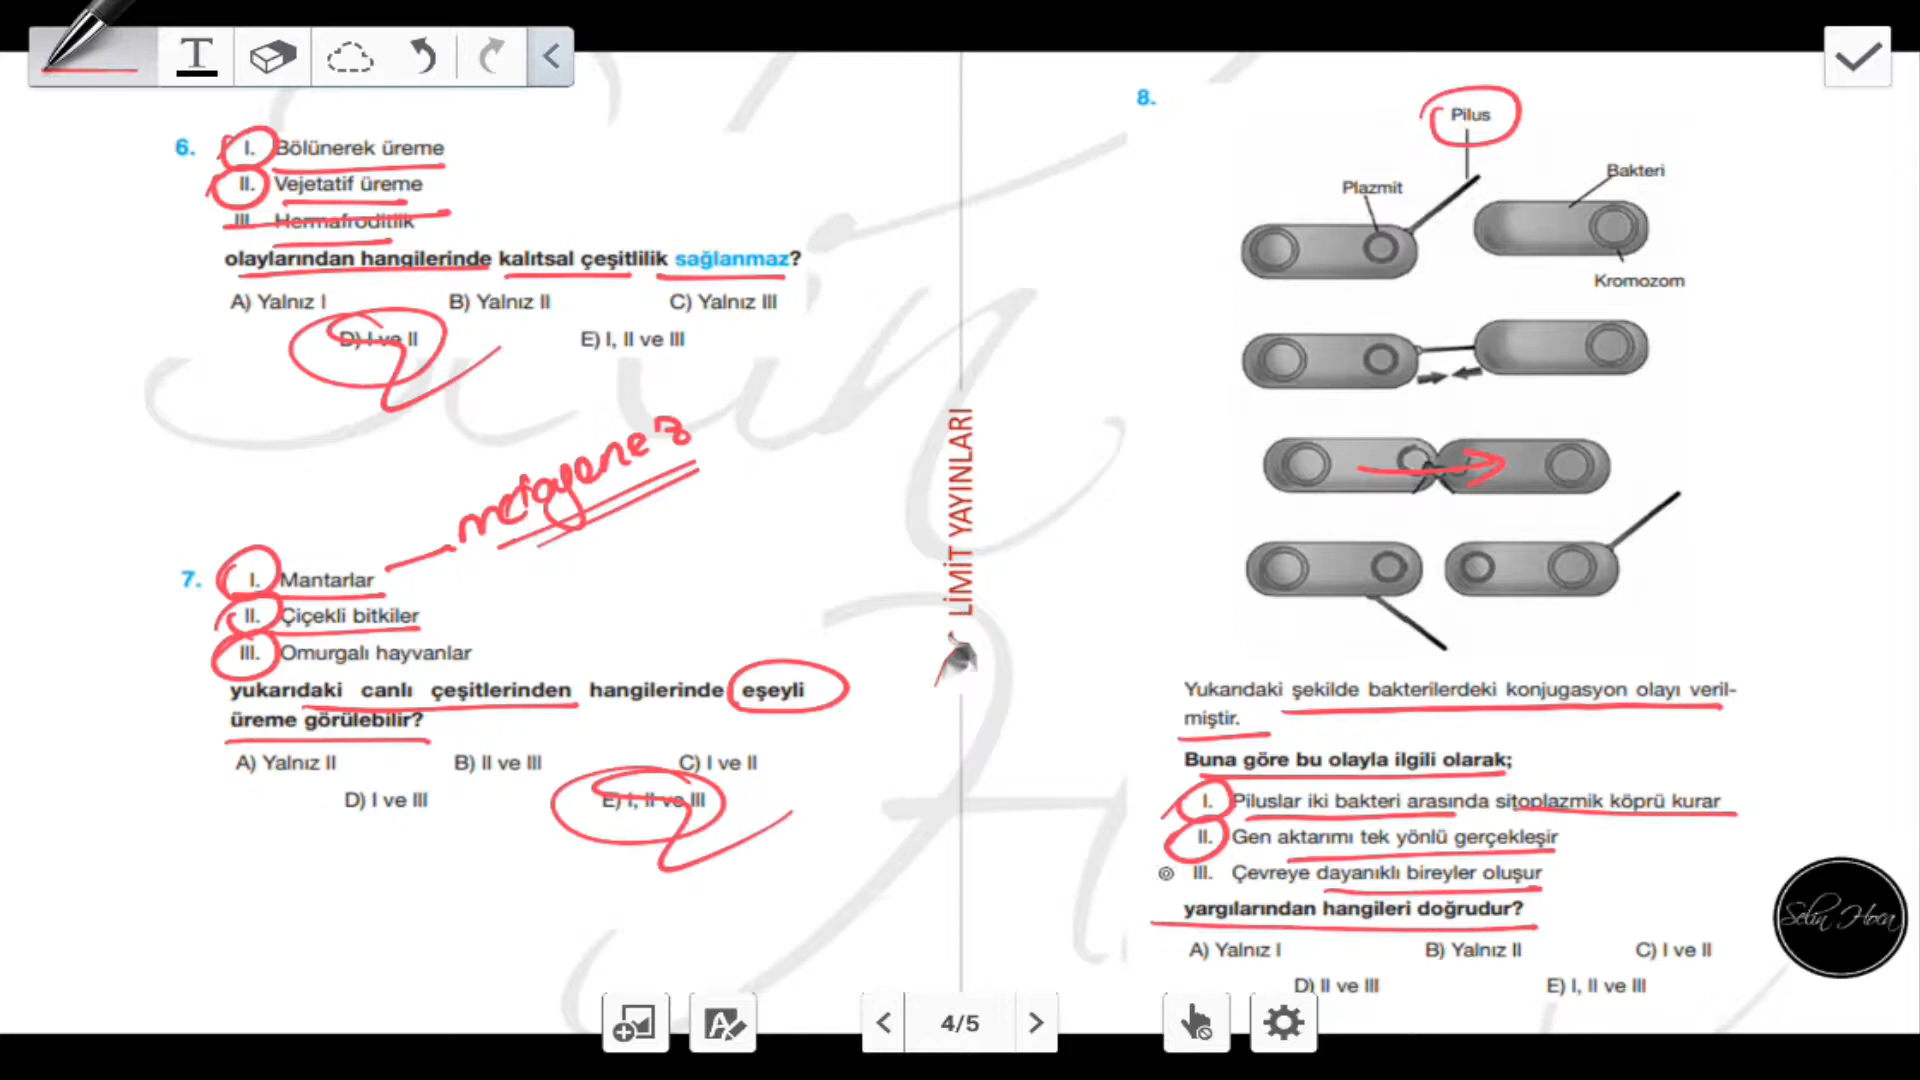 T
6.
I. Bölünerek üreme
II. Vejetatif üreme
III. Hermafroditlik
olaylarından hangilerinde kalıtsal çeşitlilik sağlanmaz?
A) Yalnız I B) Yalnız II C) Yalnız III
D) I ve II E) I, II ve III
metagenez
7.
I. Mantarlar
II. Çiçekli bitkiler
III. Omurgalı hayvanlar
yukarıdaki canlı çeşitlerinden hangilerinde eşeyli
üreme görülebilir?
A) Yalnız II B) II ve III C) I ve II
D) I ve III E) I, II ve III
LİMİT YAYINLARI
8.
Pilus
Bakteri
Plazmit
Kromozom
Yukarıdaki şekilde bakterilerdeki konjugasyon olayı veril-
miştir.
Buna göre bu olayla ilgili olarak;
I. Piluslar iki bakteri arasında sitoplazmik köprü kurar
II. Gen aktarımı tek yönlü gerçekleşir
III. Çevreye dayanıklı bireyler oluşur
yargılarından hangileri doğrudur?
A) Yalnız I B) Yalnız II C) I ve II
D) II ve III E) I, II ve III
Selin Hoca
4/5